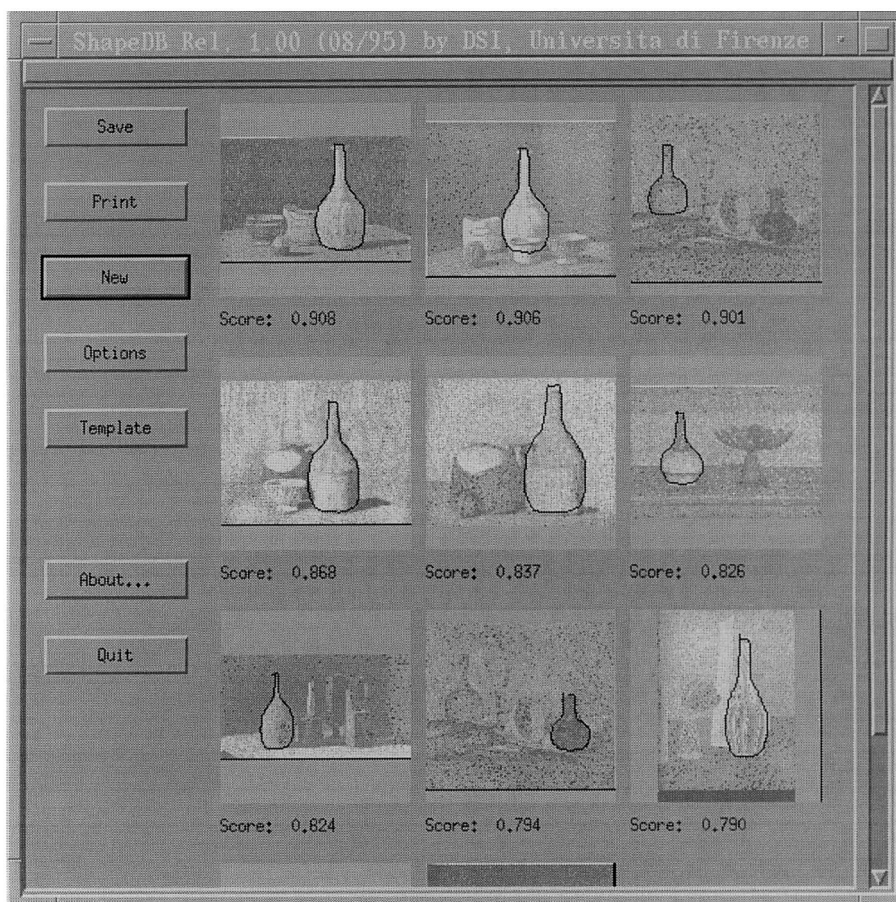 ShapeDB Rel. 1.00 (08/95) by DSI, Universita di Firenze
Save
Print
New
Options
Template
About...
Quit
Score: 0.908
Score: 0.906
Score: 0.901
Score: 0.868
Score: 0.837
Score: 0.826
Score: 0.824
Score: 0.794
Score: 0.790